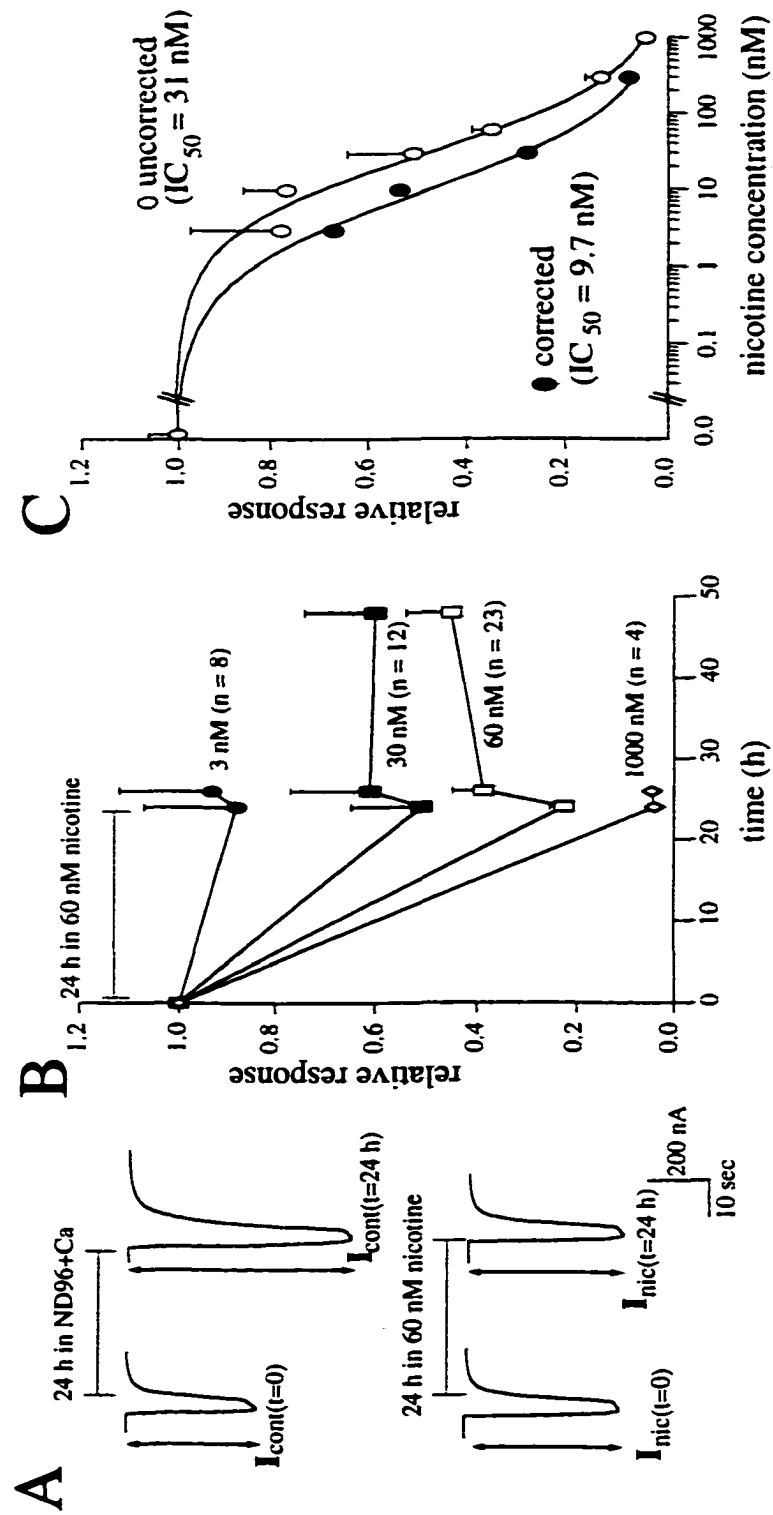 A
24 h in ND96+Ca
Icont(t=0)
Icont(t=24 h)
24 h in 60 nM nicotine
Inic(t=0)
Inic(t=24 h)
200 nA
10 sec
B
relative response
1.2
1.0
0.8
0.6
0.4
0.2
0.0
24 h in 60 nM nicotine
3 nM (n = 8)
30 nM (n = 12)
60 nM (n = 23)
1000 nM (n = 4)
0
10
20
30
40
50
time (h)
C
relative response
1.2
1.0
0.8
0.6
0.4
0.2
0.0
0 uncorrected
(IC50 = 31 nM)
corrected
(IC50 = 9.7 nM)
0.0
0.1
1
10
100
1000
nicotine concentration (nM)